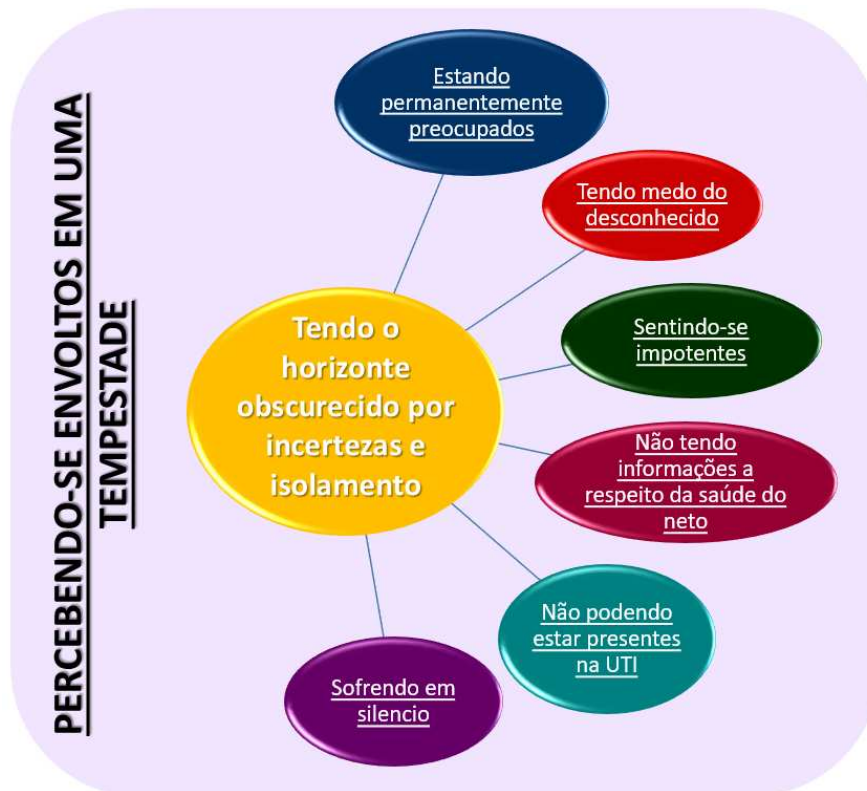 PERCEBENDO-SE ENVOLTOS EM UMA
TEMPESTADE
Estando
permanentemente
preocupados
Tendo medo do
desconhecido
Tendo o
horizonte
obscurecido por
incertezas e
isolamento
Sentindo-se
impotentes
Não tendo
informações a
respeito da saúde do
neto
Não podendo
estar presentes
na UTI
Sofrendo em
silencio